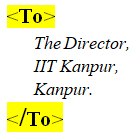 <To>
The Director,
IIT Kanpur,
Kanpur.
</To>